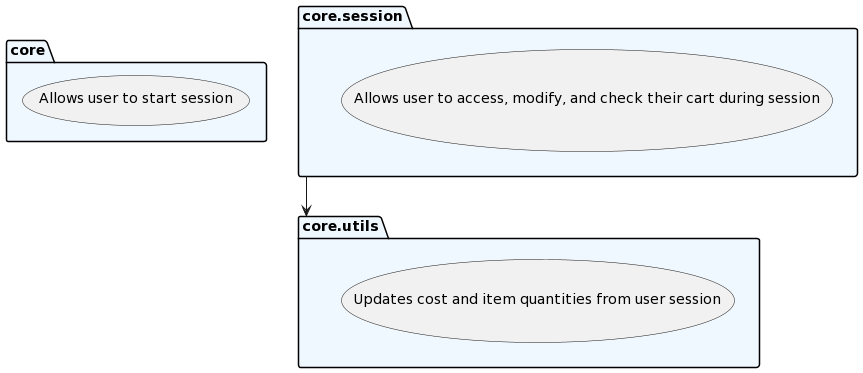 core
Allows user to start session
core.session
Allows user to access, modify, and check their cart during session
core.utils
Updates cost and item quantities from user session